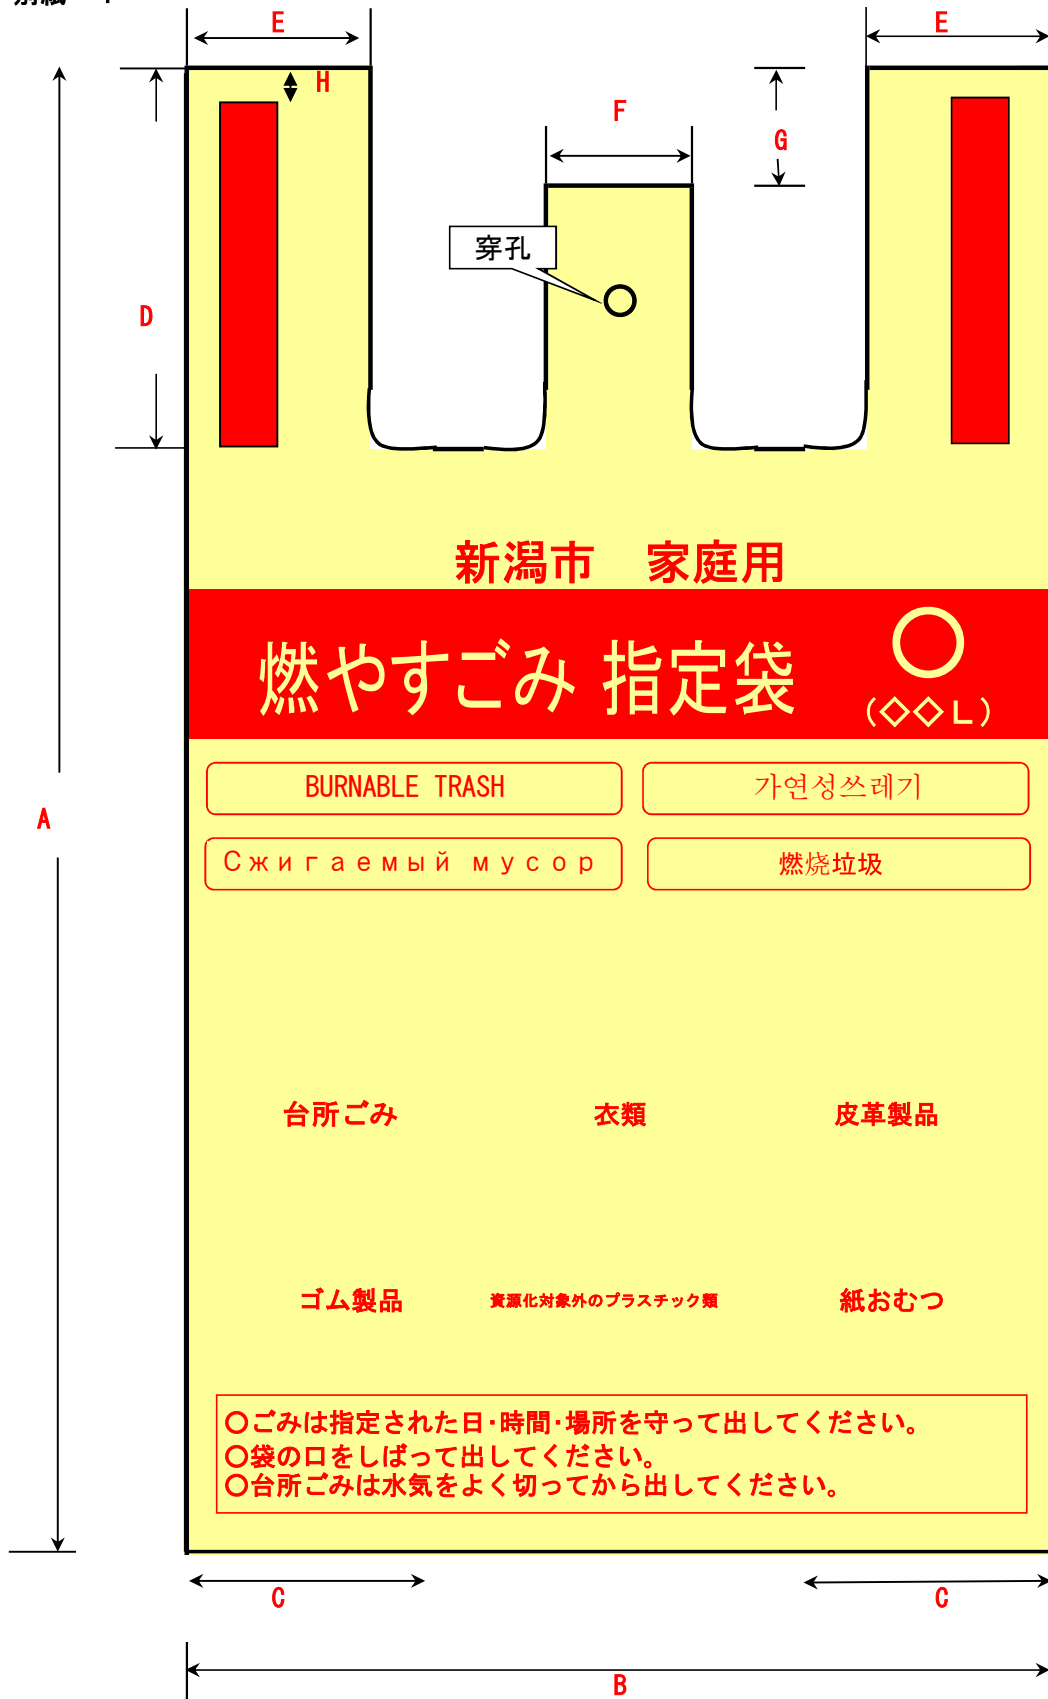 E
E
H
F
G
穿孔
D
新潟市　家庭用
燃やすごみ 指定袋
○
(◇◇L)
BURNABLE TRASH
가연성쓰레기
Сжигаемый мусор
燃烧垃圾
A
台所ごみ
衣類
皮革製品
ゴム製品
資源化対象外のプラスチック類
紙おむつ
○ごみは指定された日・時間・場所を守って出してください。
○袋の口をしばって出してください。
○台所ごみは水気をよく切ってから出してください。
C
C
B